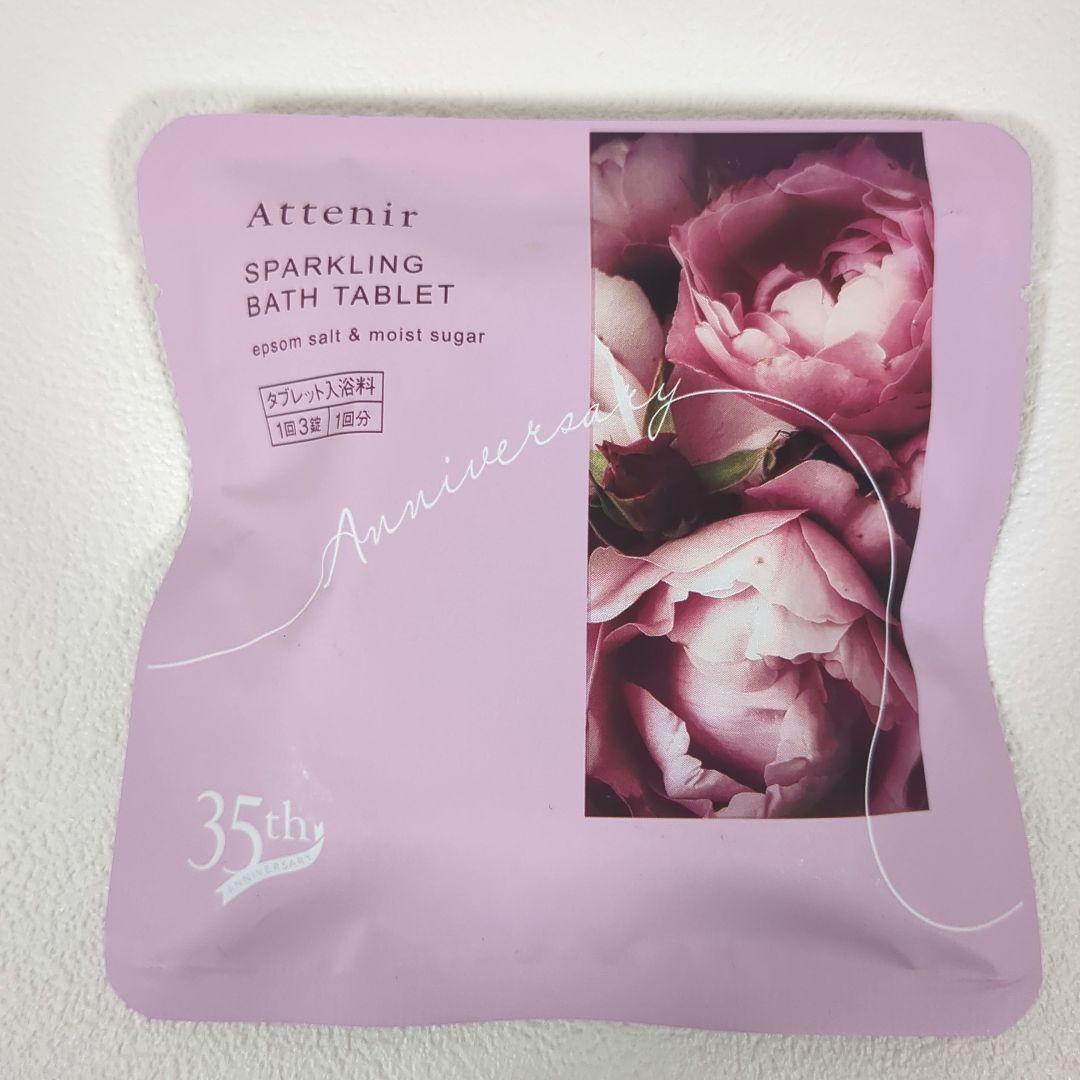 Attenir
SPARKLING
BATH TABLET
epsom salt & moist sugar
タブレット入浴料
1回3錠 1回分
Anniversary
35th
ANNIVERSARY